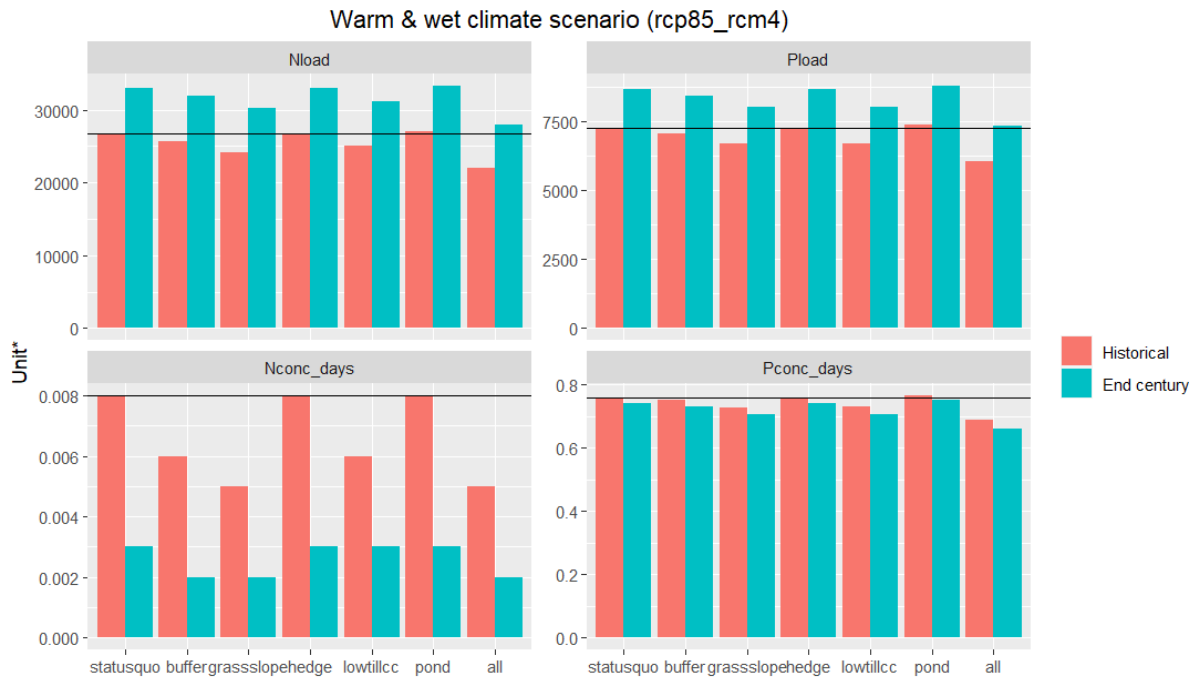 Warm & wet climate scenario (rcp85_rcm4)
Nload
Pload
30000
20000
10000
0
7500
5000
2500
0
Unit*
Nconc_days
Pconc_days
0.008
0.006
0.004
0.002
0.000
0.8
0.6
0.4
0.2
0.0
statusquo buffer grassslope hedge lowtillcc pond all
statusquo buffer grassslope hedge lowtillcc pond all
Historical
End century